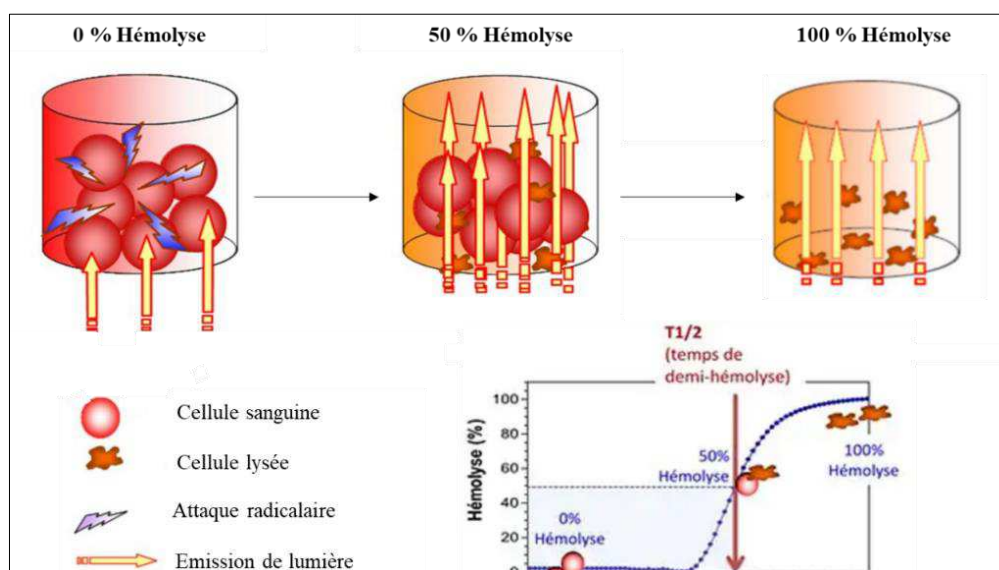 0 % Hémolyse
50 % Hémolyse
100 % Hémolyse
Cellule sanguine
Cellule lysée
Attaque radicalaire
Emission de lumière
T1/2
(temps de
demi-hémolyse)
Hémolyse (%)
100
80
60
40
20
0
0%
Hémolyse
50%
Hémolyse
100%
Hémolyse